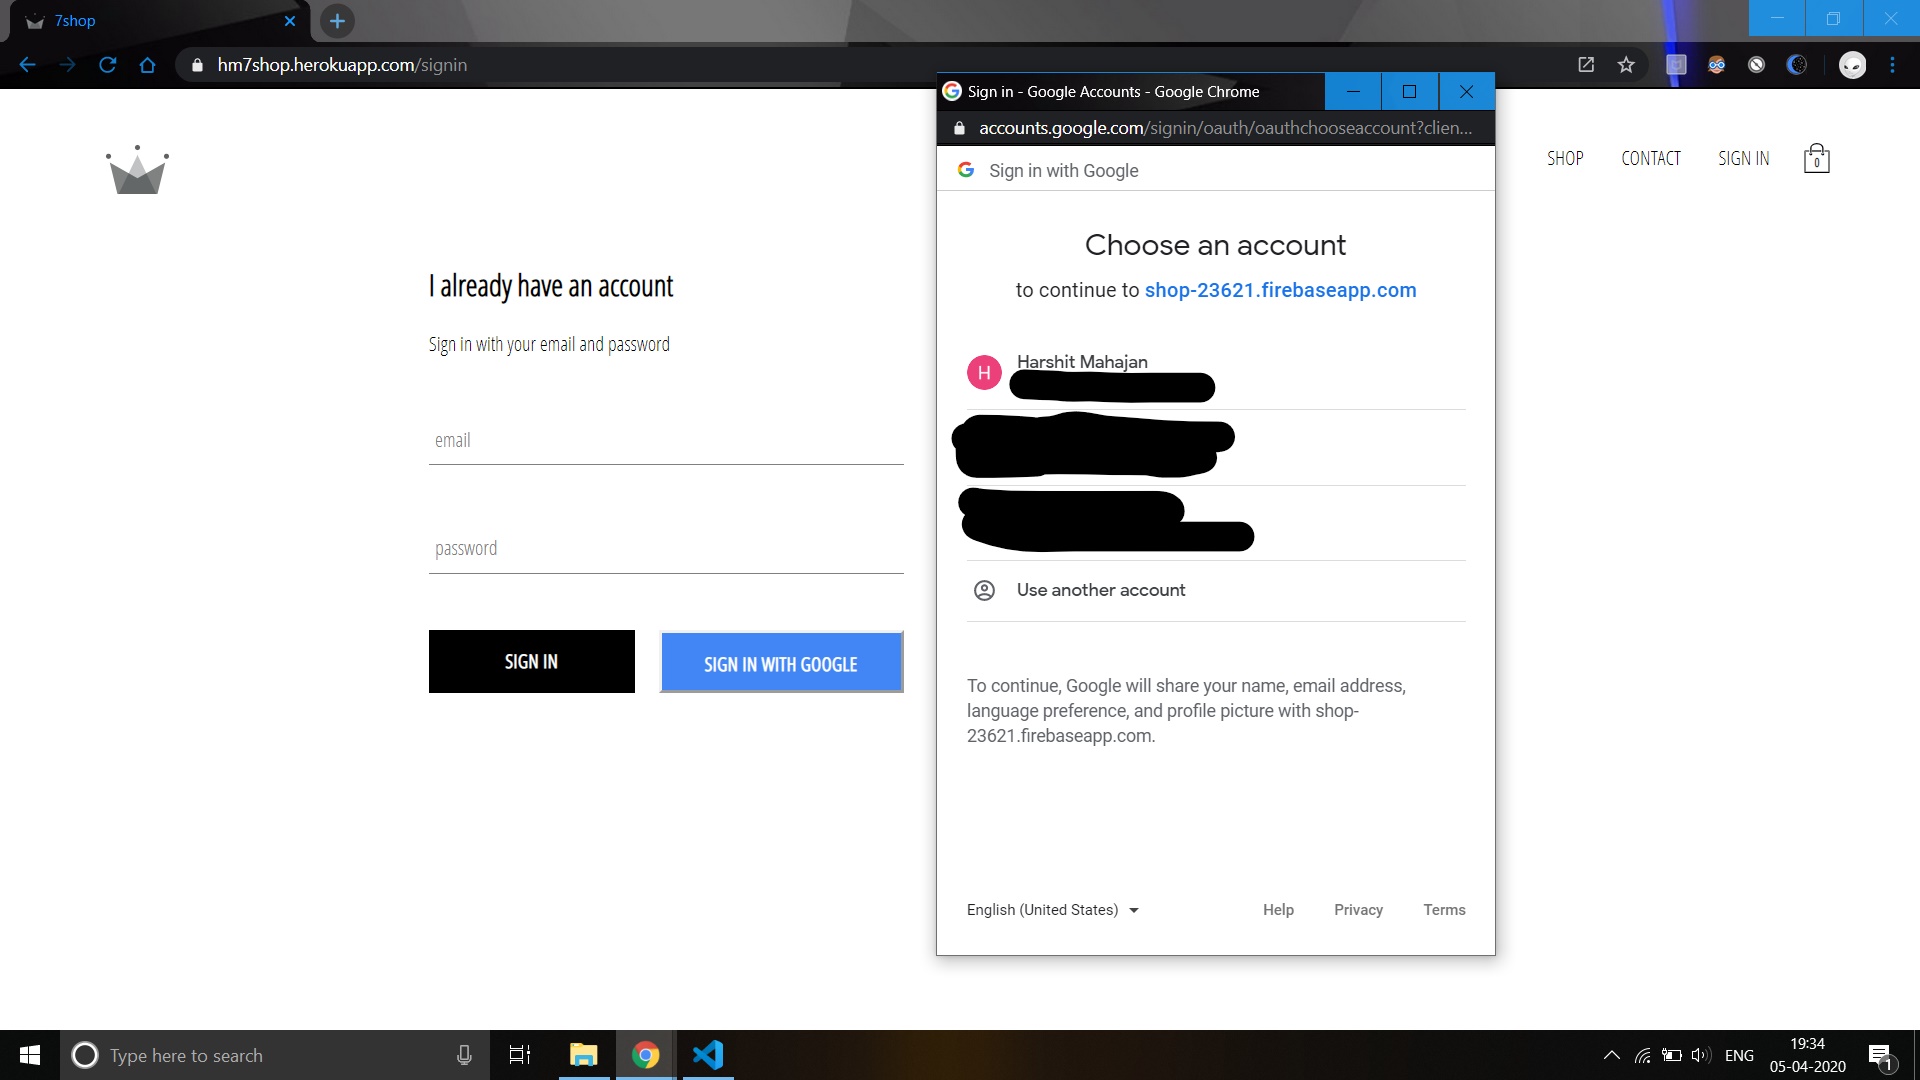 7shop
hm7shop.herokuapp.com/signin
SHOP
CONTACT
SIGN IN
0
I already have an account
Sign in with your email and password
email
password
SIGN IN
SIGN IN WITH GOOGLE
Sign in - Google Accounts - Google Chrome
accounts.google.com/signin/oauth/oauthchooseaccount?clien...
Sign in with Google
Choose an account
to continue to shop-23621.firebaseapp.com
H
Harshit Mahajan
Use another account
To continue, Google will share your name, email address,
language preference, and profile picture with shop-
23621.firebaseapp.com.
English (United States)
Help
Privacy
Terms
Type here to search
ENG
19:34
05-04-2020
1